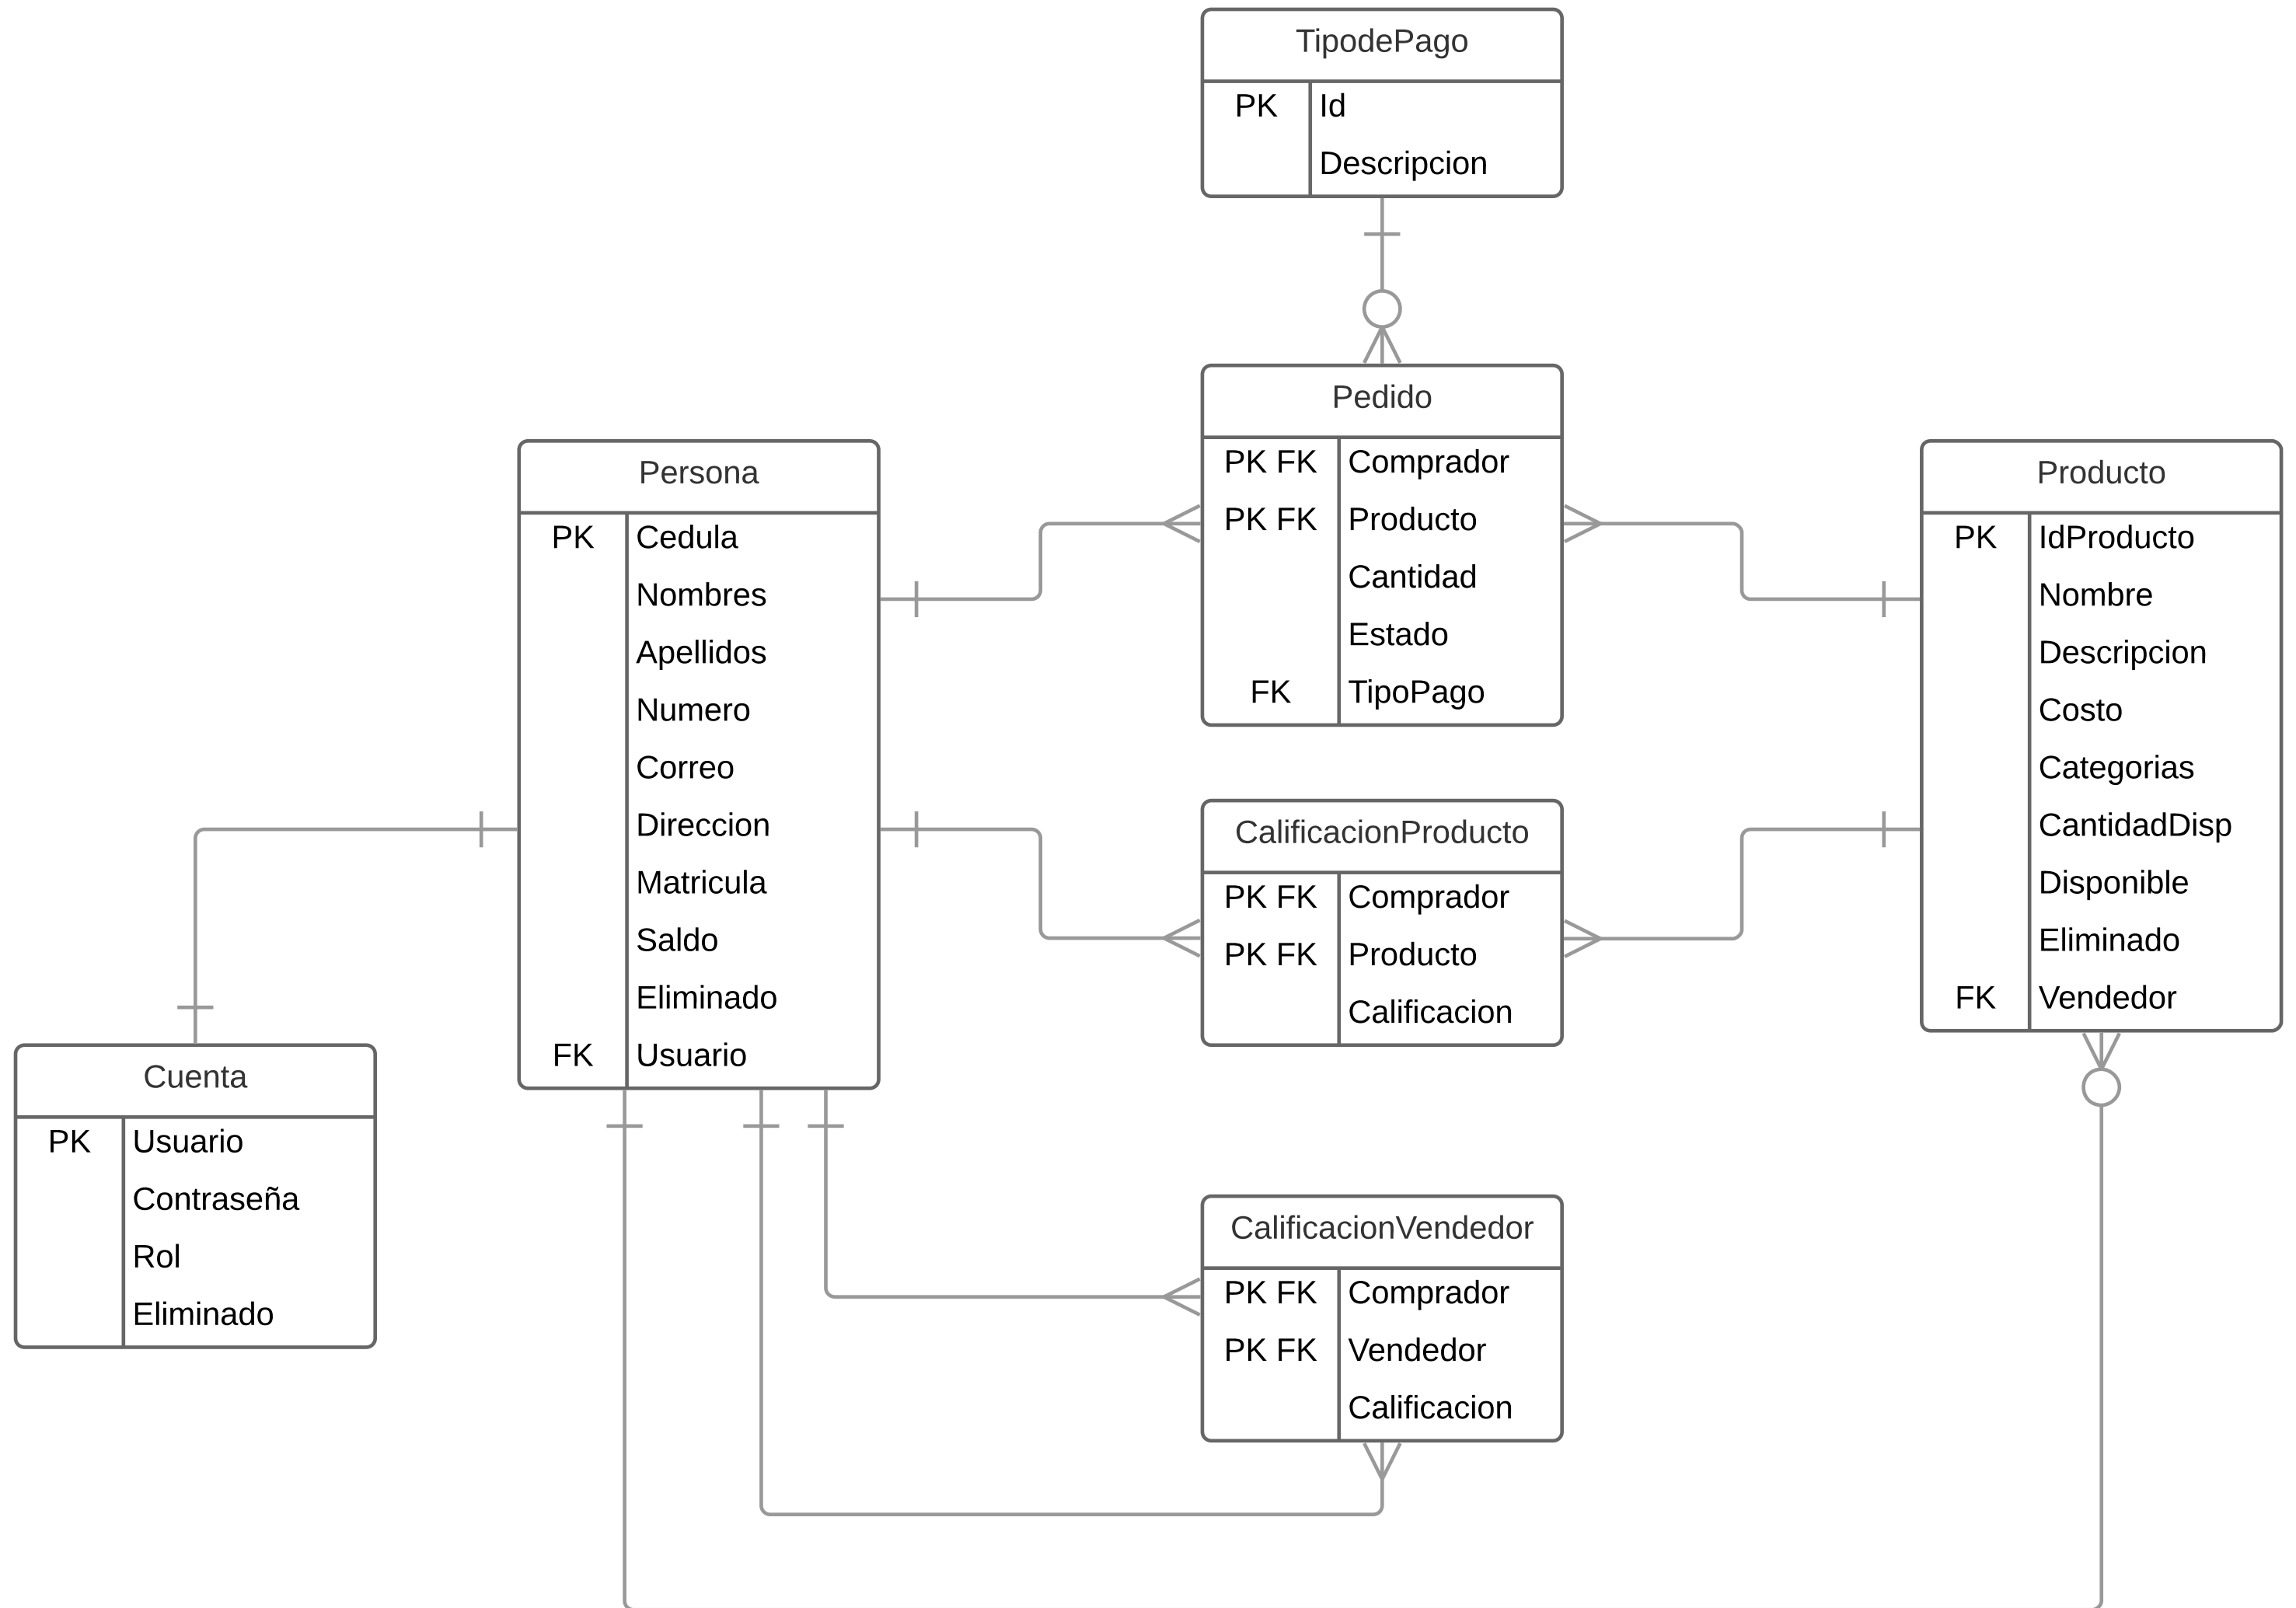 TipodePago
PK Id
Descripcion
Pedido
PK FK Comprador
PK FK Producto
Cantidad
Estado
FK TipoPago
Persona
PK Cedula
Nombres
Apellidos
Numero
Correo
Direccion
Matricula
Saldo
Eliminado
FK Usuario
Producto
PK IdProducto
Nombre
Descripcion
Costo
Categorias
CantidadDisp
Disponible
Eliminado
FK Vendedor
CalificacionProducto
PK FK Comprador
PK FK Producto
Calificacion
Cuenta
PK Usuario
Contraseña
Rol
Eliminado
CalificacionVendedor
PK FK Comprador
PK FK Vendedor
Calificacion